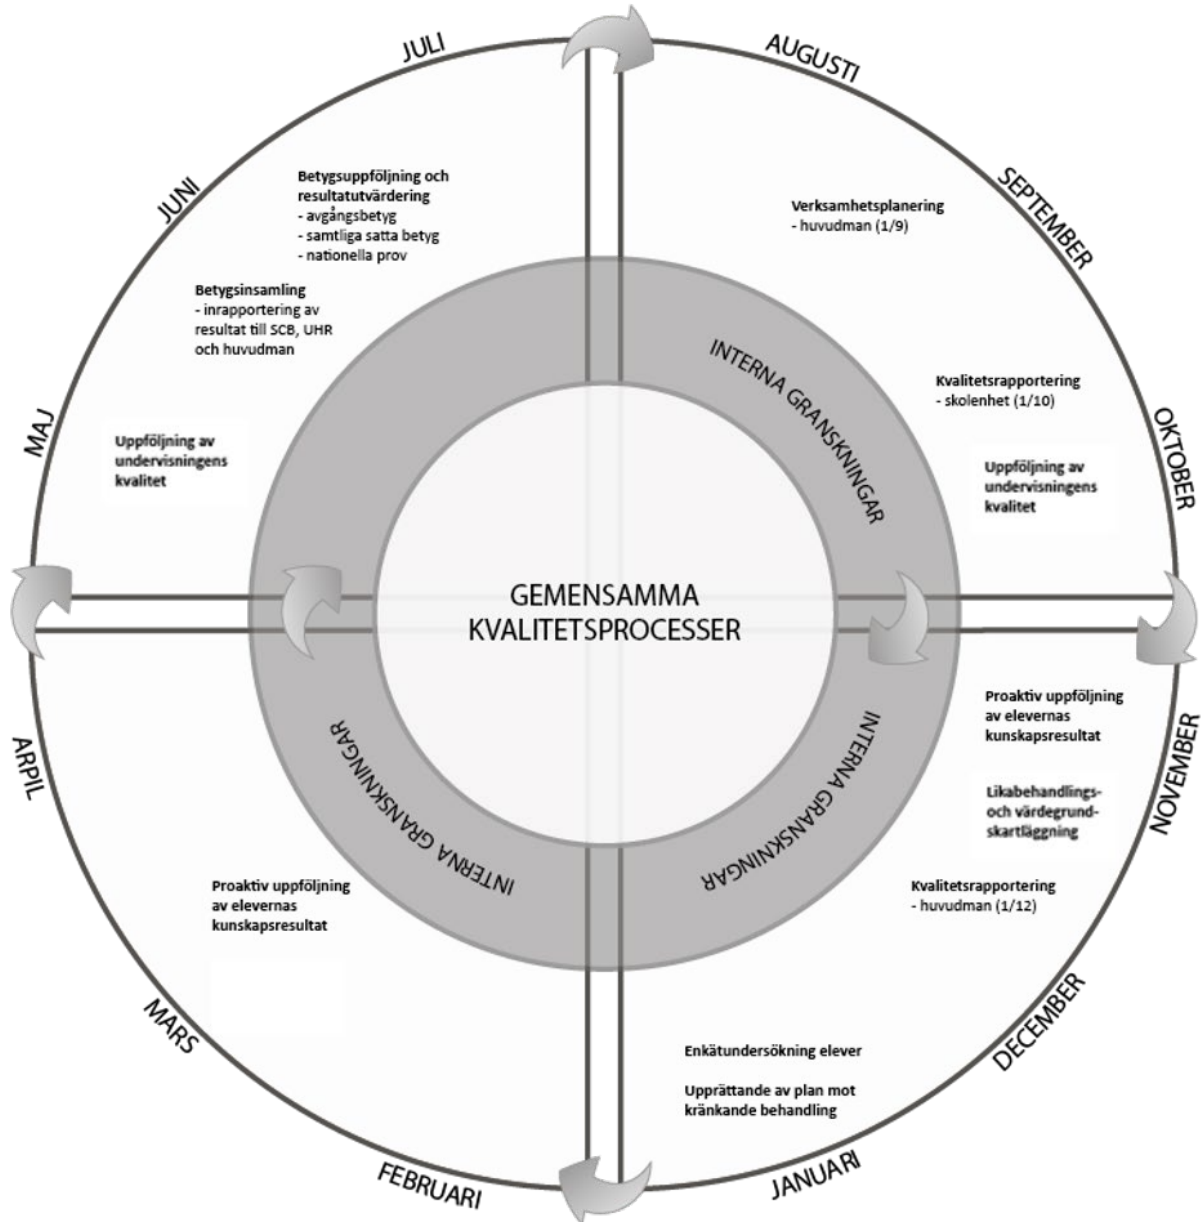 JULI
AUGUSTI
JUNI
SEPTEMBER
Betygsuppföljning och
resultatutvärdering
- avgångsbetyg
- samtliga satta betyg
- nationella prov
Verksamhetsplanering
- huvudman (1/9)
Betygsinsamling
- inrapportering av
resultat till SCB, UHR
och huvudman
INTERNA GRANSKNINGAR
Kvalitetsrapportering
- skolenhet (1/10)
MAJ
OKTOBER
Uppföljning av
undervisningens
kvalitet
Uppföljning av
undervisningens
kvalitet
GEMENSAMMA
KVALITETSPROCESSER
Proaktiv uppföljning
av elevernas
kunskapsresultat
ARPIL
NOVEMBER
INTERNA GRANSKNINGAR
INTERNA GRANSKNINGAR
Likabehandlings-
och värdegrund-
skartläggning
Proaktiv uppföljning
av elevernas
kunskapsresultat
Kvalitetsrapportering
- huvudman (1/12)
MARS
DECEMBER
Enkätundersökning elever
Upprättande av plan mot
kränkande behandling
FEBRUARI
JANUARI